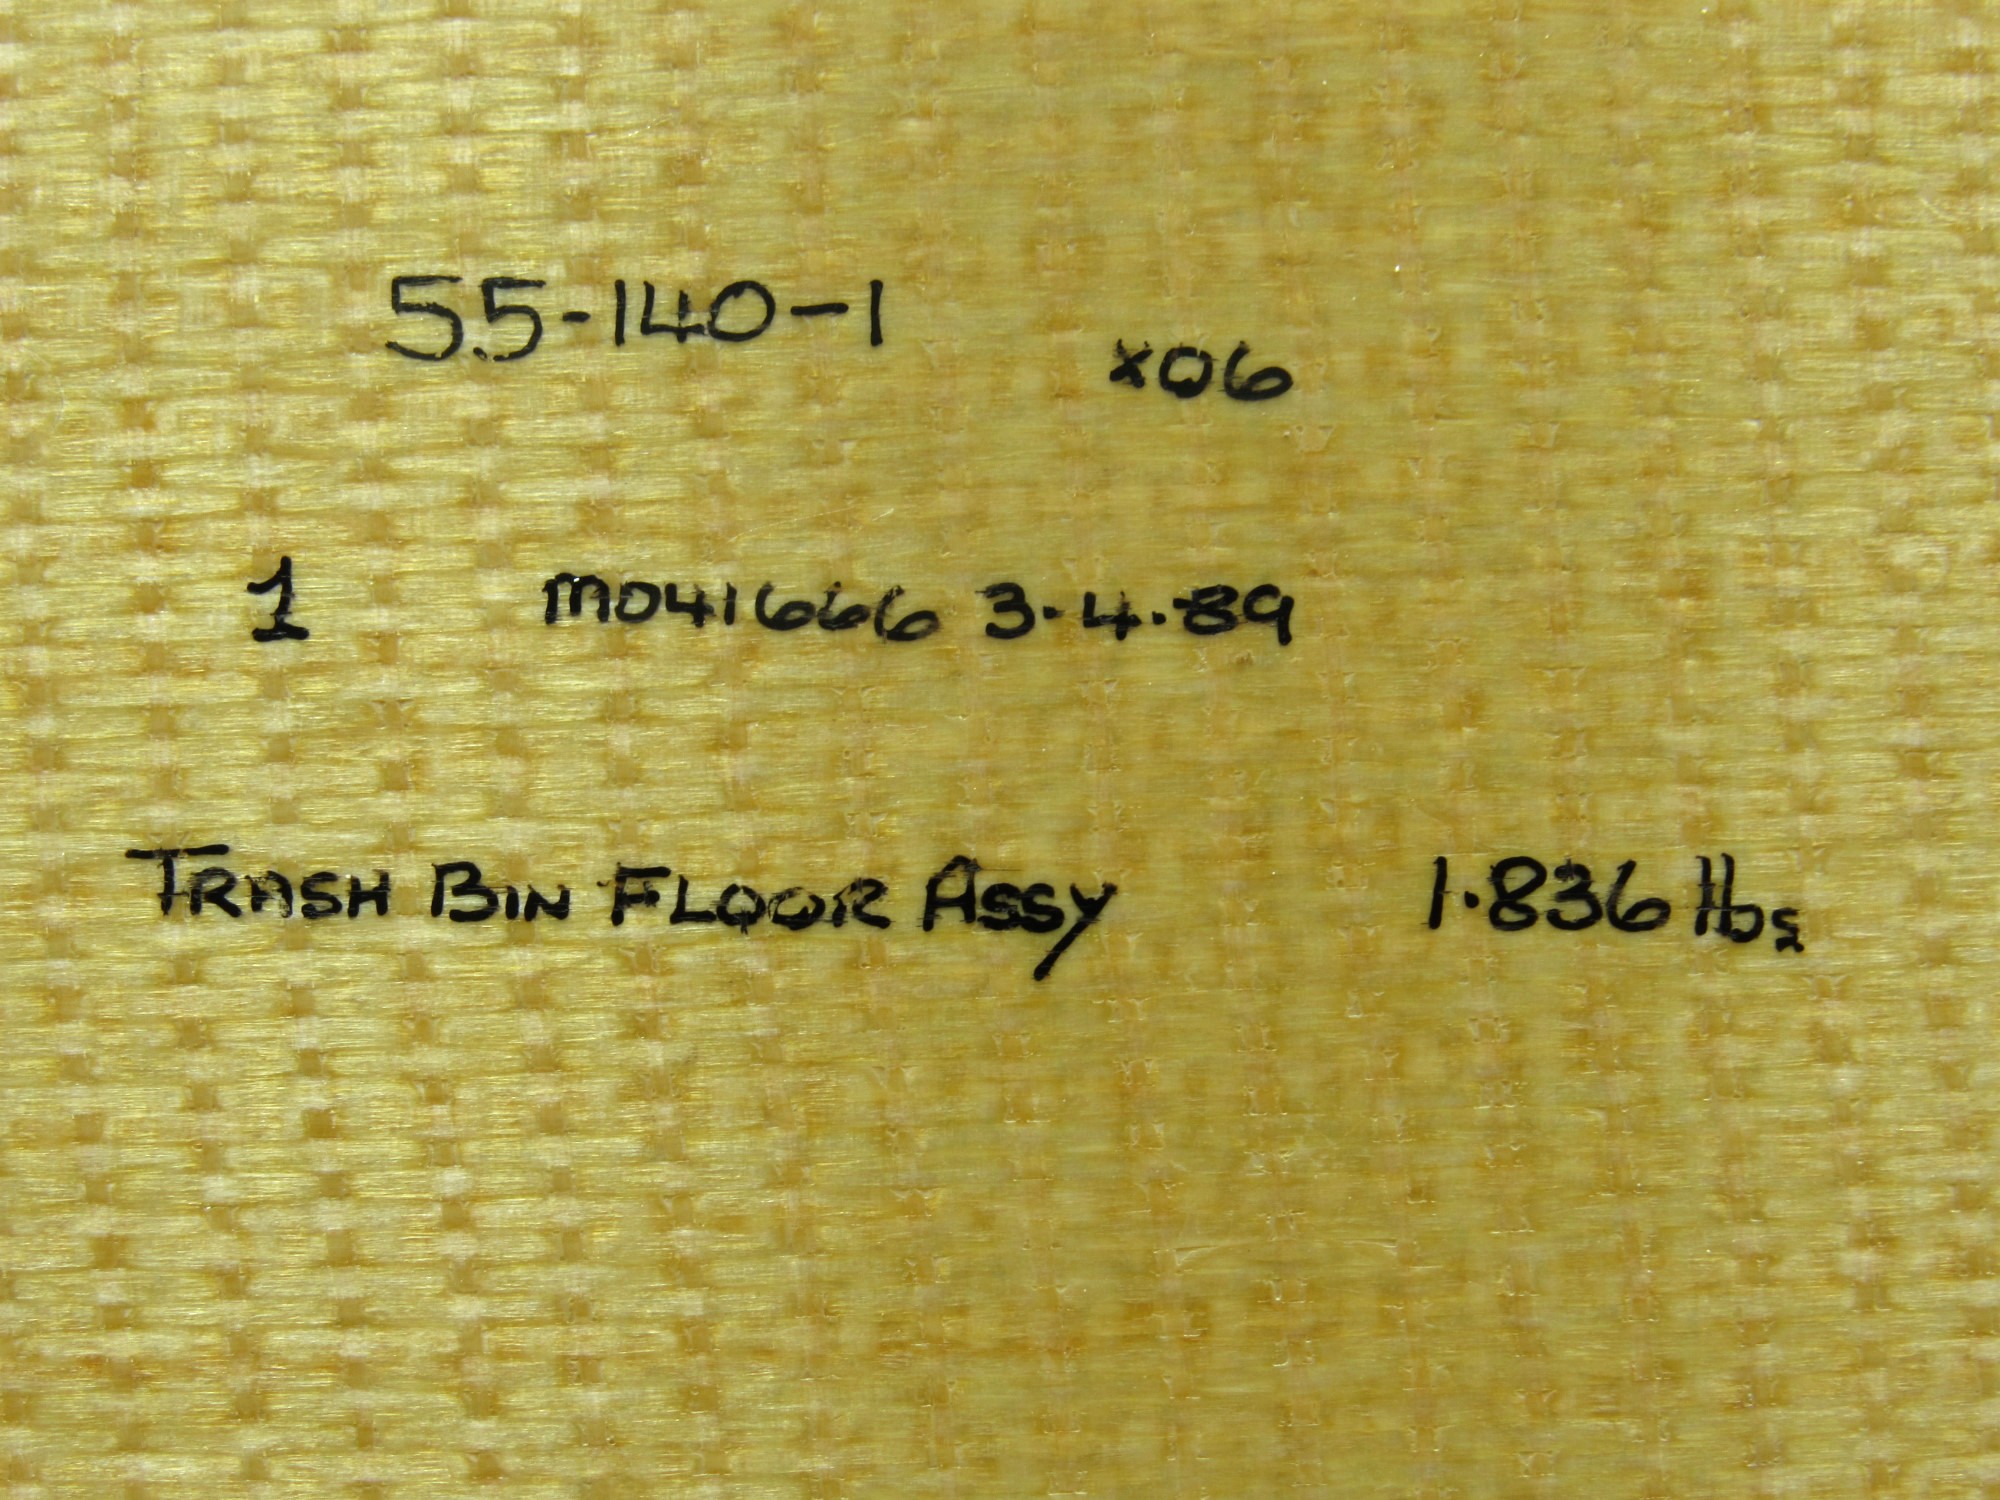 55-140-1 x06
1 M041666 3.4.89
TRASH BIN FLOOR ASSY 1.836 lbs